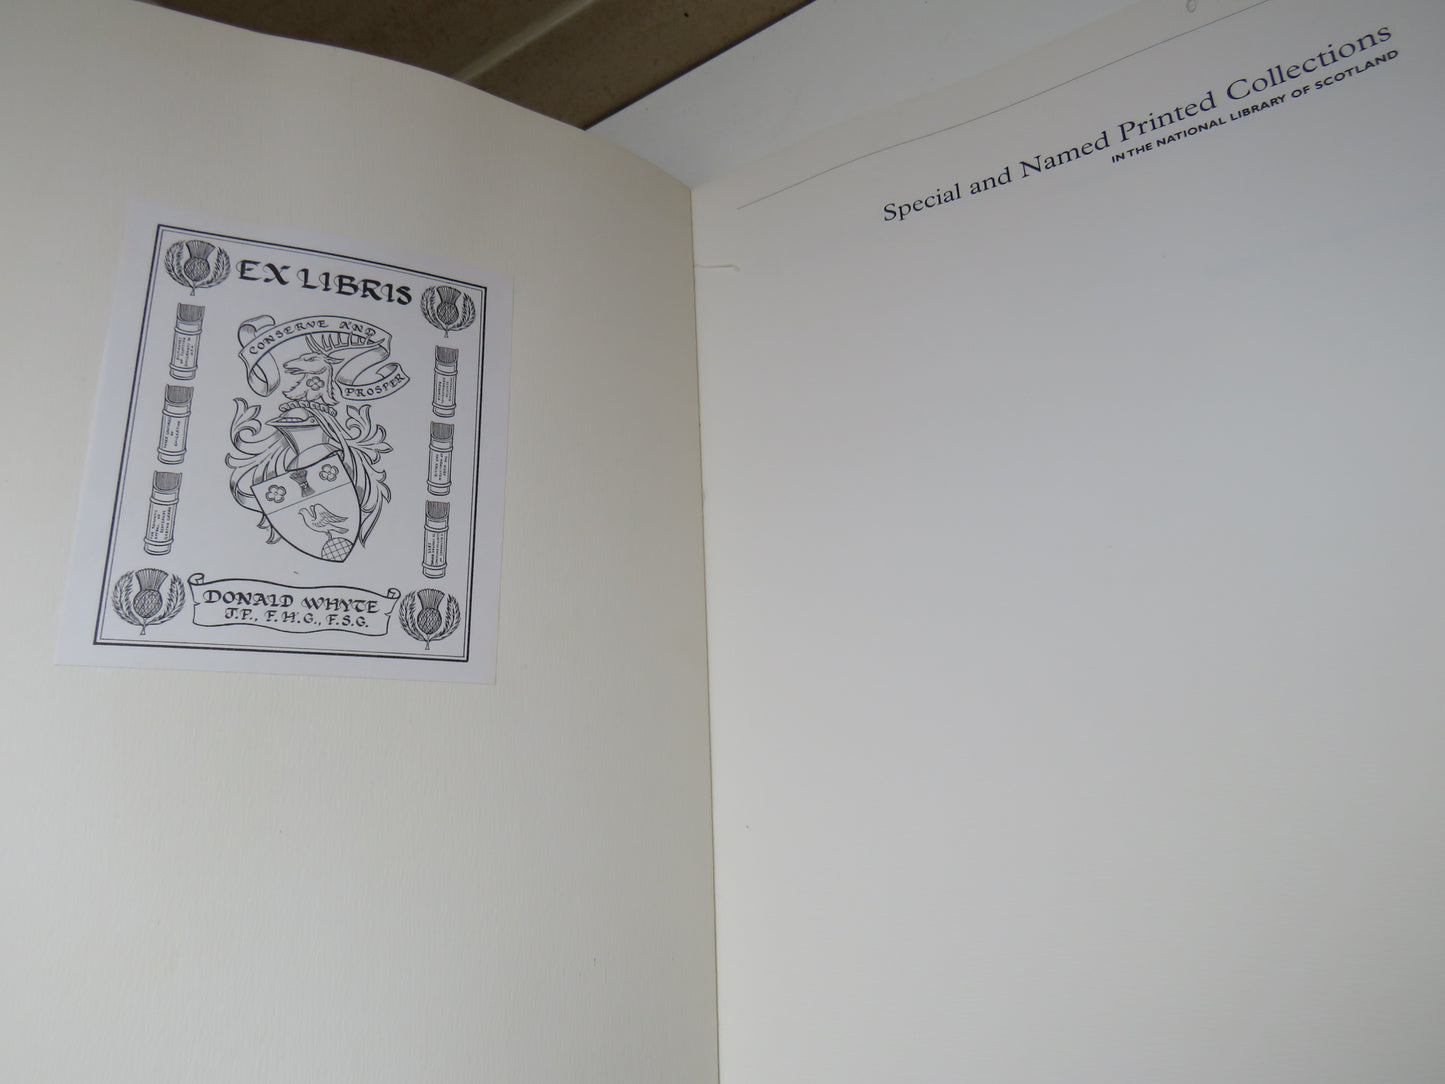 EX LIBRIS
CONSERVE AND
PROSPER
DONALD WHYTE
J.P., F.H.G., F.S.G.
Special and Named Printed Collections
IN THE NATIONAL LIBRARY OF SCOTLAND